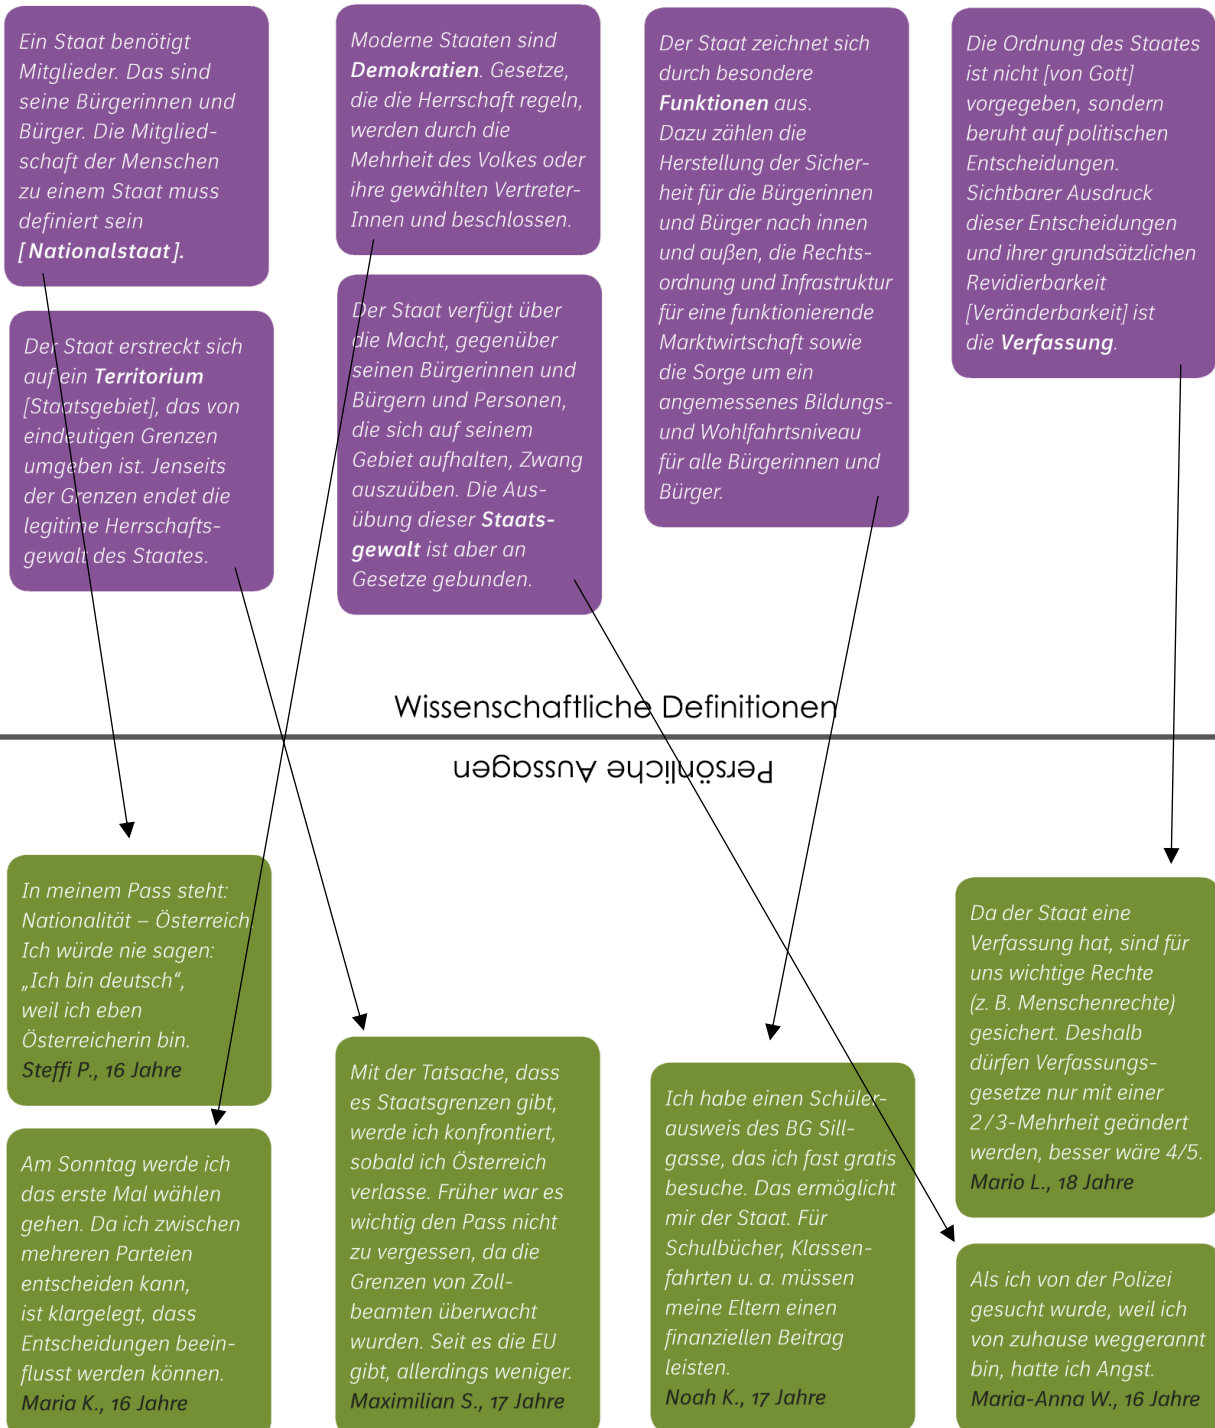 Ein Staat benötigt
Mitglieder. Das sind
seine Bürgerinnen und
Bürger. Die Mitglied-
schaft der Menschen
zu einem Staat muss
definiert sein
[Nationalstaat].
Der Staat erstreckt sich
auf ein Territorium
[Staatsgebiet], das von
eindeutigen Grenzen
umgeben ist. Jenseits
der Grenzen endet die
legitime Herrschafts-
gewalt des Staates.
Moderne Staaten sind
Demokratien. Gesetze,
die die Herrschaft regeln,
werden durch die
Mehrheit des Volkes oder
ihre gewählten Vertreter-
Innen und beschlossen.
Der Staat verfügt über
die Macht, gegenüber
seinen Bürgerinnen und
Bürgern und Personen,
die sich auf seinem
Gebiet aufhalten, Zwang
auszuüben. Die Aus-
übung dieser Staats-
gewalt ist aber an
Gesetze gebunden.
Der Staat zeichnet sich
durch besondere
Funktionen aus.
Dazu zählen die
Herstellung der Sicher-
heit für die Bürgerinnen
und Bürger nach innen
und außen, die Rechts-
ordnung und Infrastruktur
für eine funktionierende
Marktwirtschaft sowie
die Sorge um ein
angemessenes Bildungs-
und Wohlfahrtsniveau
für alle Bürgerinnen und
Bürger.
Die Ordnung des Staates
ist nicht [von Gott]
vorgegeben, sondern
beruht auf politischen
Entscheidungen.
Sichtbarer Ausdruck
dieser Entscheidungen
und ihrer grundsätzlichen
Revidierbarkeit
[Veränderbarkeit] ist
die Verfassung.
Wissenschaftliche Definitionen
Persönliche Aussagen
In meinem Pass steht:
Nationalität – Österreich
Ich würde nie sagen:
„Ich bin deutsch“,
weil ich eben
Österreicherin bin.
Steffi P., 16 Jahre
Am Sonntag werde ich
das erste Mal wählen
gehen. Da ich zwischen
mehreren Parteien
entscheiden kann,
ist klargelegt, dass
Entscheidungen beein-
flusst werden können.
Maria K., 16 Jahre
Mit der Tatsache, dass
es Staatsgrenzen gibt,
werde ich konfrontiert,
sobald ich Österreich
verlasse. Früher war es
wichtig den Pass nicht
zu vergessen, da die
Grenzen von Zoll-
beamten überwacht
wurden. Seit es die EU
gibt, allerdings weniger.
Maximilian S., 17 Jahre
Ich habe einen Schüler-
ausweis des BG Sill-
gasse, das ich fast gratis
besuche. Das ermöglicht
mir der Staat. Für
Schulbücher, Klassen-
fahrten u. a. müssen
meine Eltern einen
finanziellen Beitrag
leisten.
Noah K., 17 Jahre
Da der Staat eine
Verfassung hat, sind für
uns wichtige Rechte
(z. B. Menschenrechte)
gesichert. Deshalb
dürfen Verfassungs-
gesetze nur mit einer
2/3-Mehrheit geändert
werden, besser wäre 4/5.
Mario L., 18 Jahre
Als ich von der Polizei
gesucht wurde, weil ich
von zuhause weggerannt
bin, hatte ich Angst.
Maria-Anna W., 16 Jahre